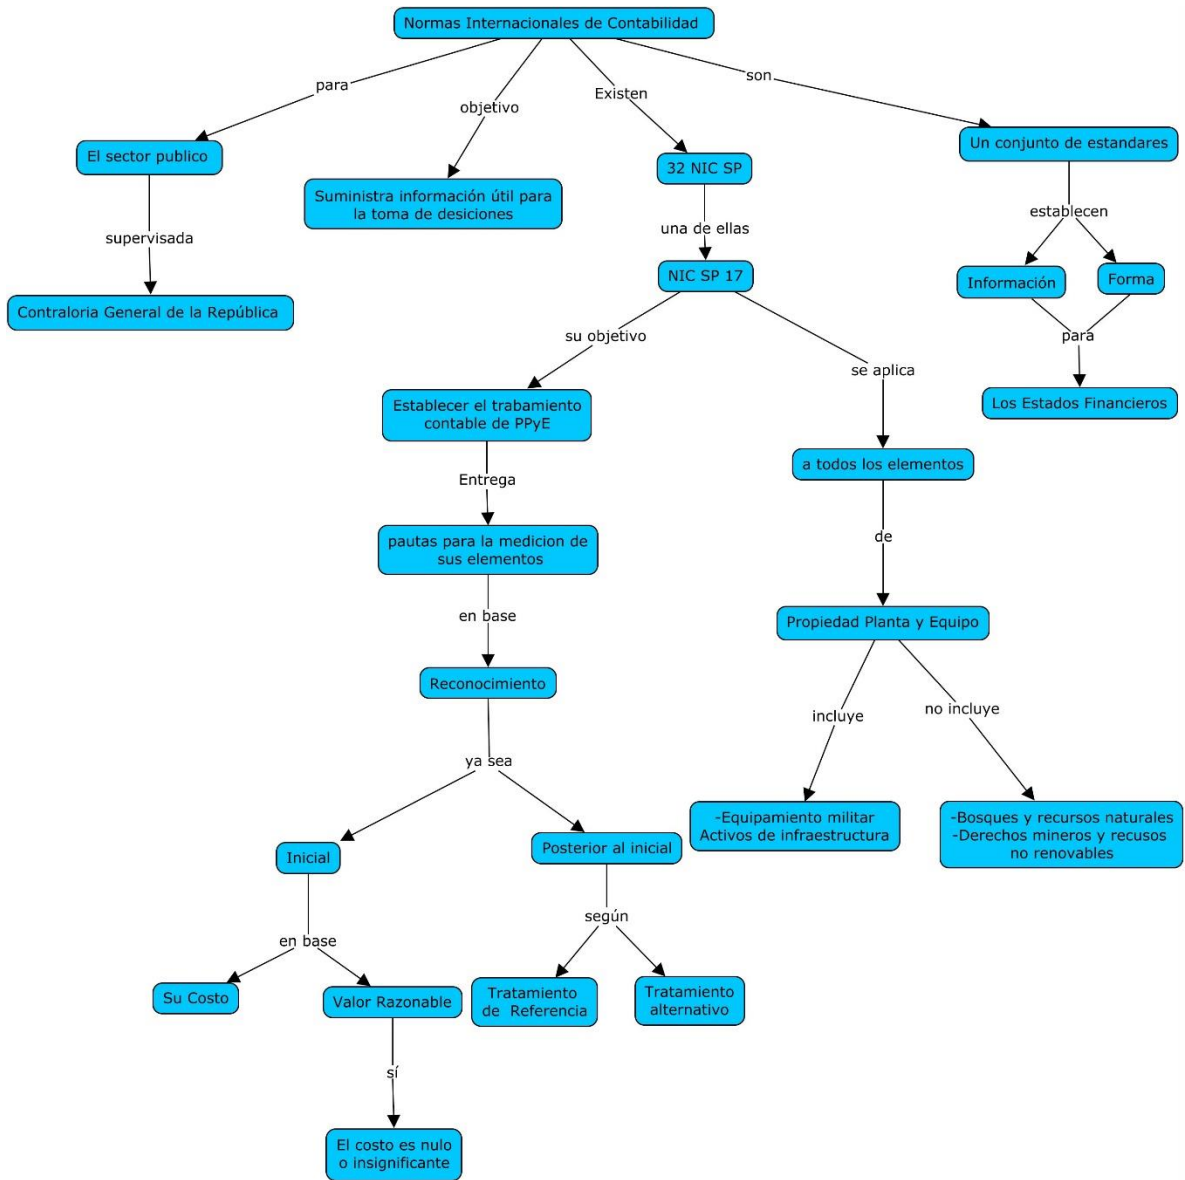 Normas Internacionales de Contabilidad
para
objetivo
Existen
son
El sector publico
Suministra información útil para
la toma de desiciones
32 NIC SP
Un conjunto de estandares
supervisada
una de ellas
establecen
Contraloria General de la República
NIC SP 17
Información
Forma
su objetivo
se aplica
para
Establecer el trabamiento
contable de PPyE
a todos los elementos
Los Estados Financieros
Entrega
de
pautas para la medicion de
sus elementos
Propiedad Planta y Equipo
en base
incluye
no incluye
Reconocimiento
-Equipamiento militar
Activos de infraestructura
-Bosques y recursos naturales
-Derechos mineros y recusos
no renovables
ya sea
Inicial
Posterior al inicial
en base
según
Su Costo
Valor Razonable
Tratamiento
de  Referencia
Tratamiento
alternativo
sí
El costo es nulo
o insignificante